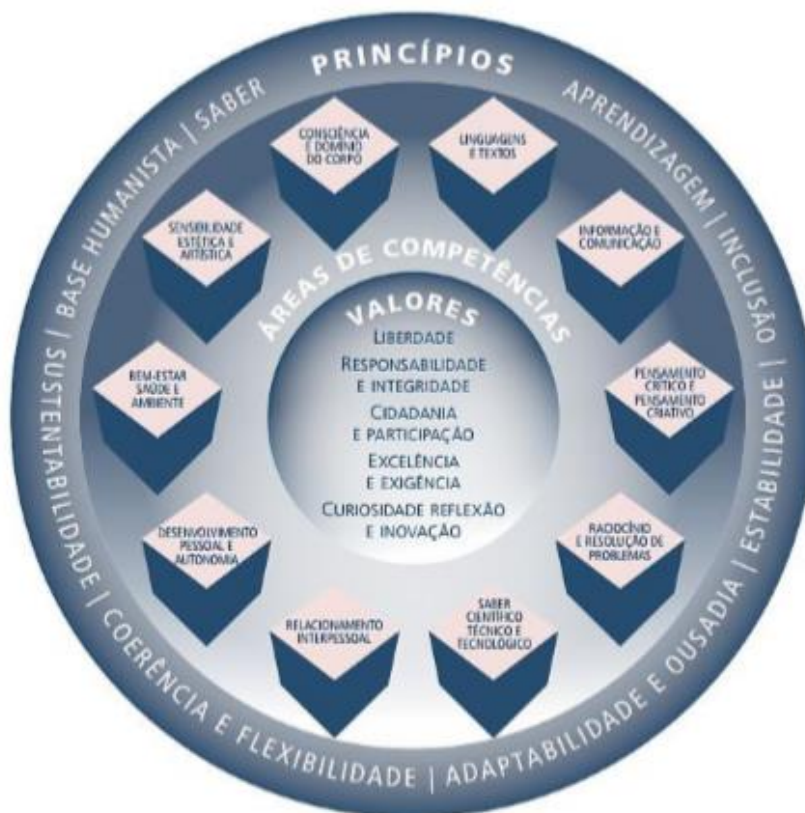 PRINCÍPIOS
BASE HUMANISTA | SABER
APRENDIZAGEM | INCLUSÃO |
ESTABILIDADE |
ADAPTABILIDADE E OUSADIA |
COERÊNCIA E FLEXIBILIDADE |
SUSTENTABILIDADE |
CONSCIÊNCIA
E DOMÍNIO
DO CORPO
LINGUAGENS
E TEXTOS
INFORMAÇÃO E
COMUNICAÇÃO
PENSAMENTO
CRÍTICO E
PENSAMENTO
CRIATIVO
RACIOCÍNIO
E RESOLUÇÃO DE
PROBLEMAS
SABER
CIENTÍFICO
TÉCNICO E
TECNOLÓGICO
RELACIONAMENTO
INTERPESSOAL
DESENVOLVIMENTO
PESSOAL E
AUTONOMIA
BEM-ESTAR
SAÚDE E
AMBIENTE
SENSIBILIDADE
ESTÉTICA E
ARTÍSTICA
ÁREAS DE COMPETÊNCIAS
VALORES
LIBERDADE
RESPONSABILIDADE
E INTEGRIDADE
CIDADANIA
E PARTICIPAÇÃO
EXCELÊNCIA
E EXIGÊNCIA
CURIOSIDADE REFLEXÃO
E INOVAÇÃO